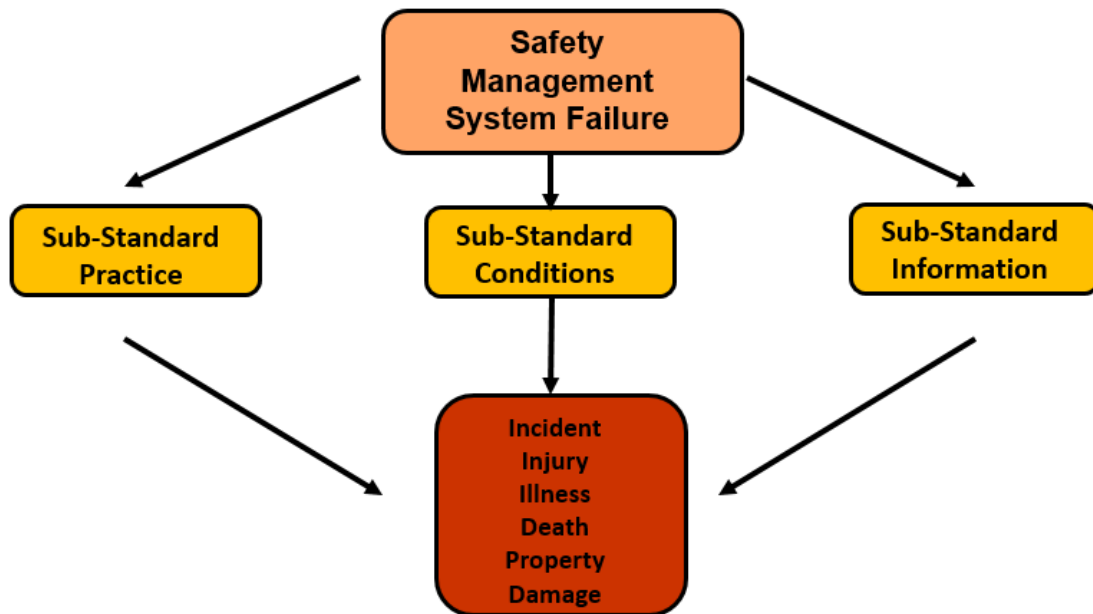 Safety
Management
System Failure
Sub-Standard
Practice
Sub-Standard
Conditions
Sub-Standard
Information
Incident
Injury
Illness
Death
Property
Damage